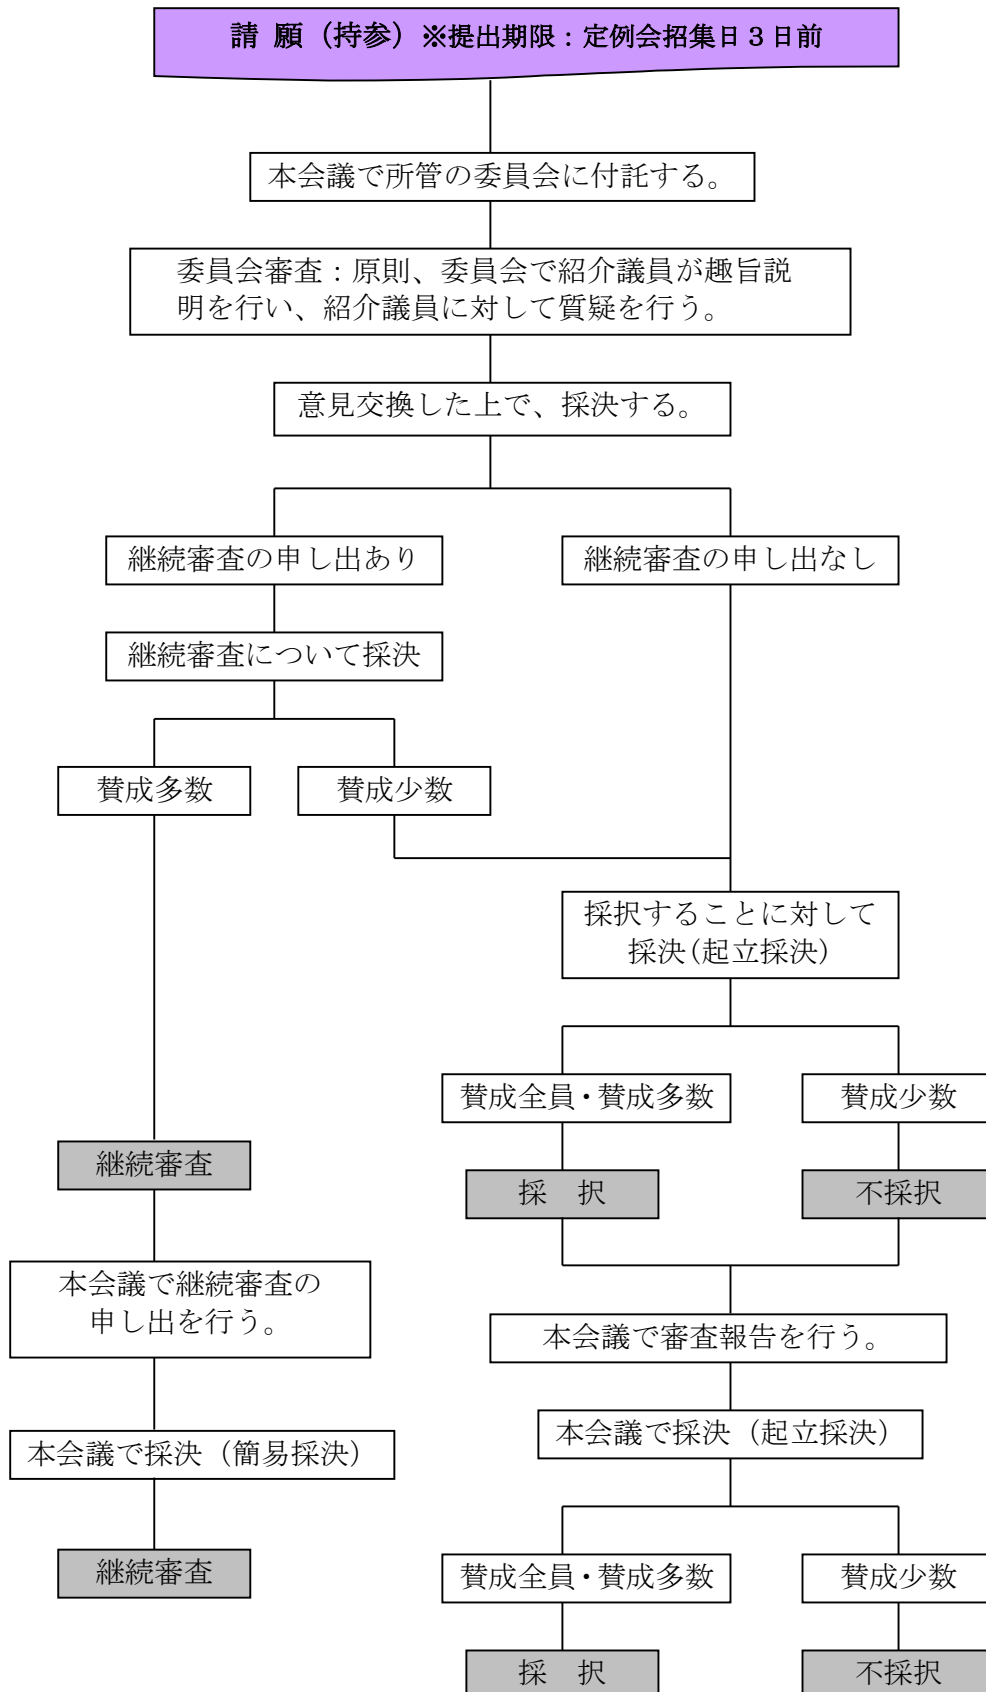 請 願（持参）※提出期限：定例会招集日３日前
本会議で所管の委員会に付託する。
委員会審査：原則、委員会で紹介議員が趣旨説
明を行い、紹介議員に対して質疑を行う。
意見交換した上で、採決する。
継続審査の申し出あり
継続審査の申し出なし
継続審査について採決
賛成多数
賛成少数
採択することに対して
採決(起立採決)
賛成全員・賛成多数
賛成少数
継続審査
採　択
不採択
本会議で継続審査の
申し出を行う。
本会議で審査報告を行う。
本会議で採決（起立採決）
本会議で採決（簡易採決）
賛成全員・賛成多数
賛成少数
継続審査
採　択
不採択